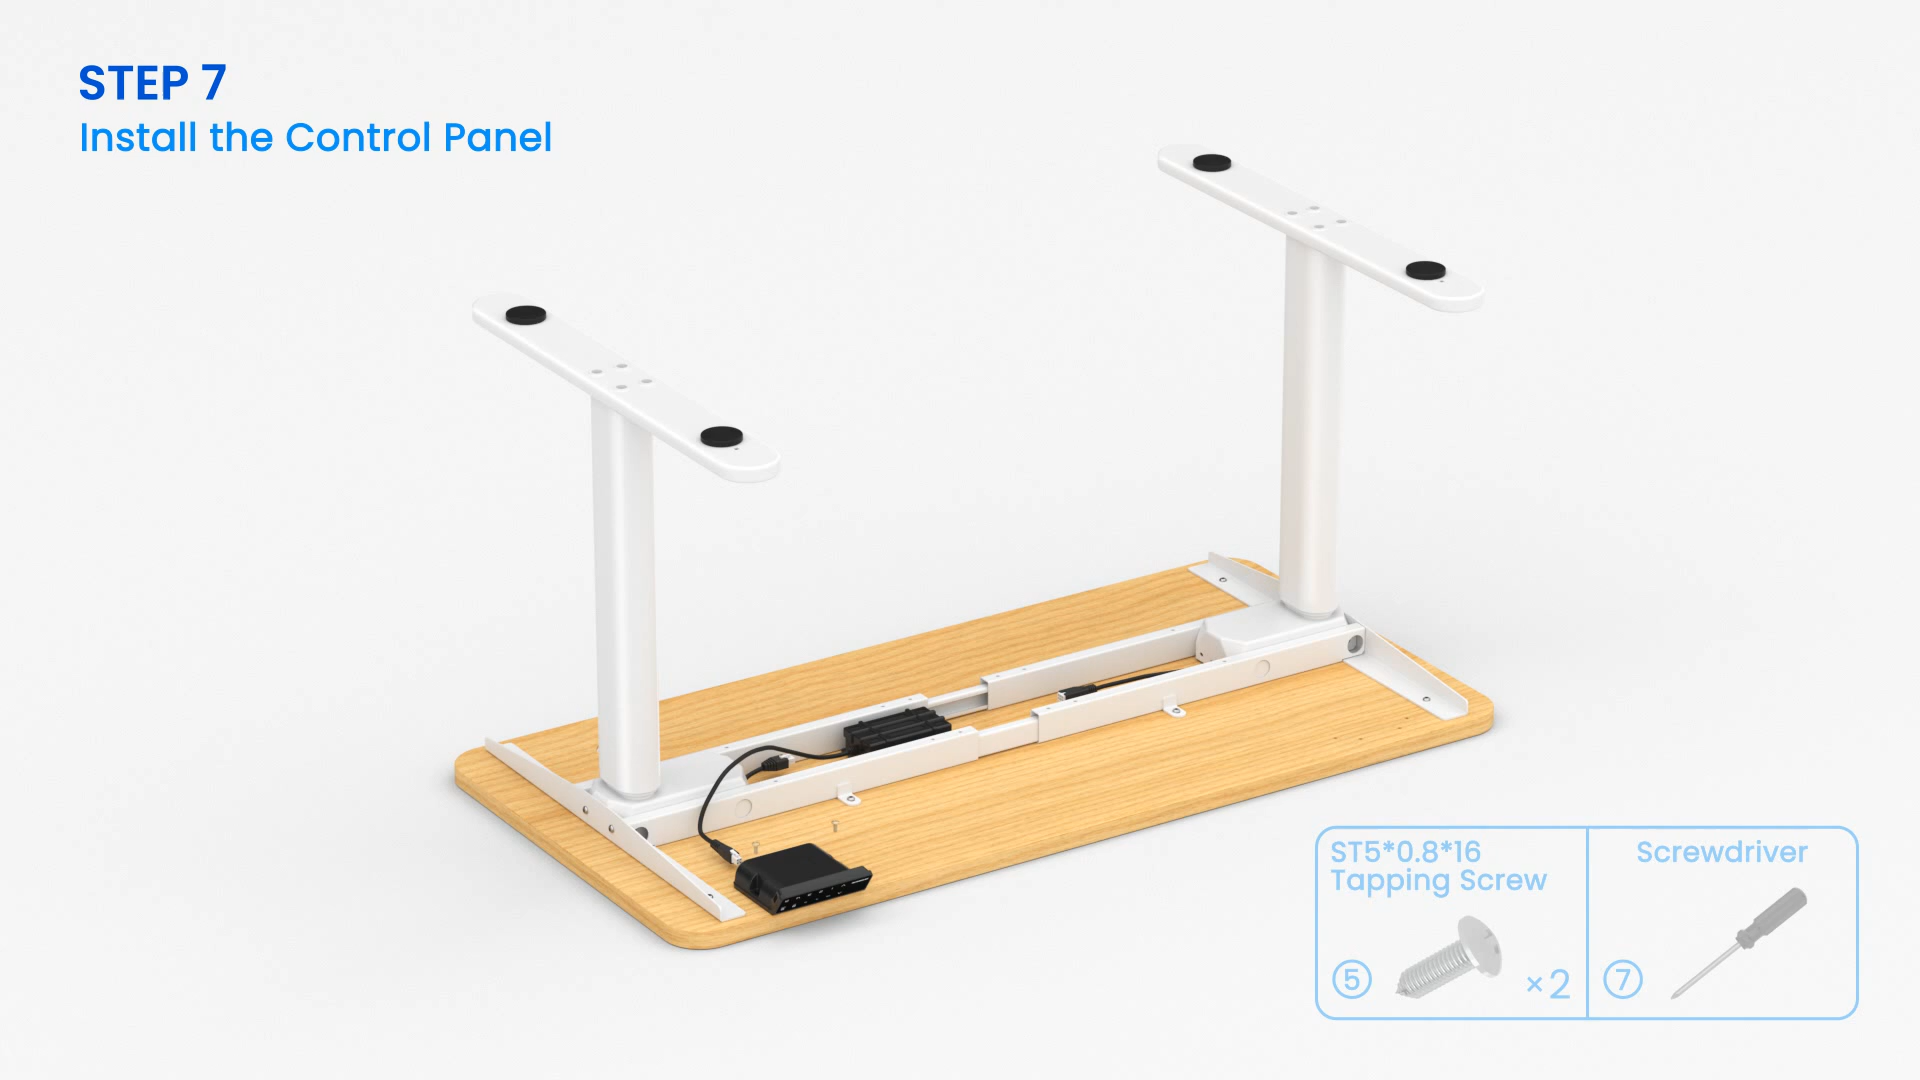 STEP 7
Install the Control Panel
ST5*0.8*16
Tapping Screw
5
×2
Screwdriver
7